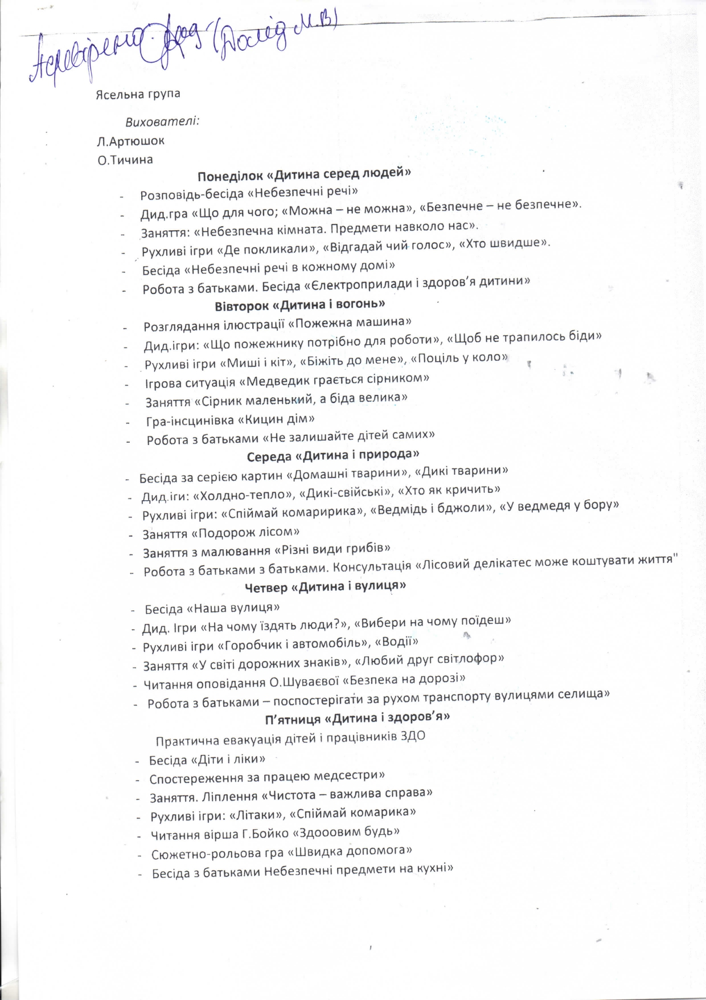 Перевірено. (Долід М.В)
Ясельна група
Вихователі:
Л.Артюшок
О.Тичина
Понеділок «Дитина серед людей»
- Розповідь-бесіда «Небезпечні речі»
- Дид.гра «Що для чого; «Можна – не можна», «Безпечне – не безпечне».
- Заняття: «Небезпечна кімната. Предмети навколо нас».
- Рухливі ігри «Де покликали», «Відгадай чий голос», «Хто швидше».
- Бесіда «Небезпечні речі в кожному домі»
- Робота з батьками. Бесіда «Єлектроприлади і здоров’я дитини»
Вівторок «Дитина і вогонь»
- Розглядання ілюстрації «Пожежна машина»
- Дид.ігри: «Що пожежнику потрібно для роботи», «Щоб не трапилось біди»
- Рухливі ігри «Миші і кіт», «Біжіть до мене», «Поціль у коло»
- Ігрова ситуація «Медведик грається сірником»
- Заняття «Сірник маленький, а біда велика»
- Гра-інсцинівка «Кицин дім»
- Робота з батьками «Не залишайте дітей самих»
Середа «Дитина і природа»
- Бесіда за серією картин «Домашні тварини», «Дикі тварини»
- Дид.іги: «Холдно-тепло», «Дикі-свійські», «Хто як кричить»
- Рухливі ігри: «Спіймай комаририка», «Ведмідь і бджоли», «У ведмедя у бору»
- Заняття «Подорож лісом»
- Заняття з малювання «Різні види грибів»
- Робота з батьками з батьками. Консультація «Лісовий делікатес може коштувати життя"
Четвер «Дитина і вулиця»
- Бесіда «Наша вулиця»
- Дид. Ігри «На чому їздять люди?», «Вибери на чому поїдеш»
- Рухливі ігри «Горобчик і автомобіль», «Водії»
- Заняття «У світі дорожних знаків», «Любий друг світлофор»
- Читання оповідання О.Шуваєвої «Безпека на дорозі»
- Робота з батьками – поспостерігати за рухом транспорту вулицями селища»
П’ятниця «Дитина і здоров’я»
Практична евакуація дітей і працівників ЗДО
- Бесіда «Діти і ліки»
- Спостереження за працею медсестри»
- Заняття. Ліплення «Чистота – важлива справа»
- Рухливі ігри: «Літаки», «Спіймай комарика»
- Читання вірша Г.Бойко «Здооовим будь»
- Сюжетно-рольова гра «Швидка допомога»
- Бесіда з батьками Небезпечні предмети на кухні»